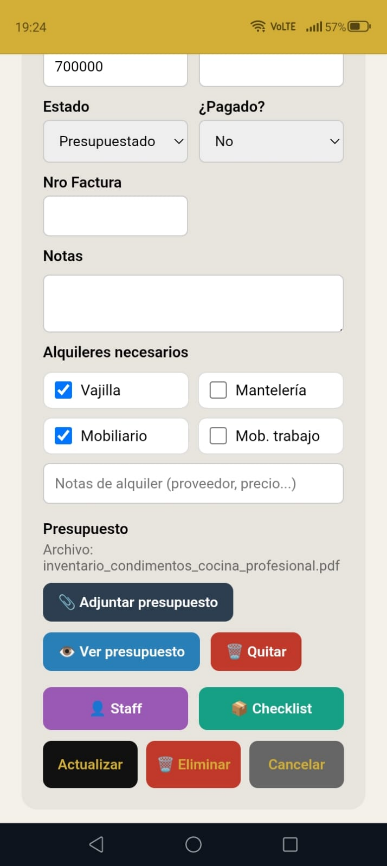 19:24 VoLTE 57%
700000
Estado ¿Pagado?
Presupuestado No
Nro Factura
Notas
Alquileres necesarios
Vajilla Mantelería
Mobiliario Mob. trabajo
Notas de alquiler (proveedor, precio...)
Presupuesto
Archivo:
inventario_condimentos_cocina_profesional.pdf
📎 Adjuntar presupuesto
👁️ Ver presupuesto 🗑️ Quitar
👤 Staff 📦 Checklist
Actualizar 🗑️ Eliminar Cancelar